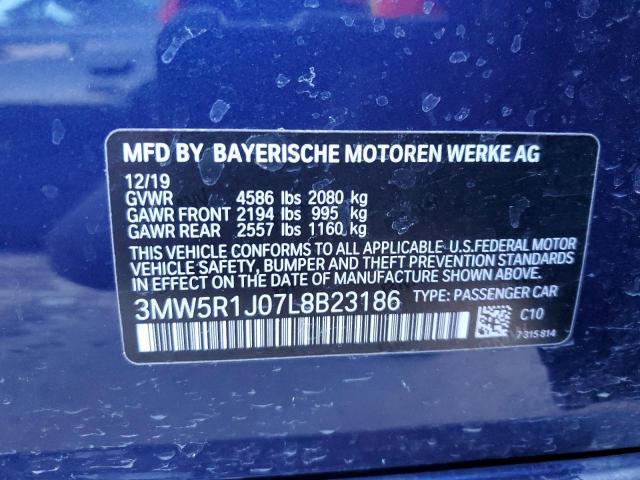 MFD BY BAYERISCHE MOTOREN WERKE AG
12/19
GVWR 4586 lbs 2080 kg
GAWR FRONT 2194 lbs 995 kg
GAWR REAR 2557 lbs 1160 kg
THIS VEHICLE CONFORMS TO ALL APPLICABLE U.S.FEDERAL MOTOR
VEHICLE SAFETY, BUMPER AND THEFT PREVENTION STANDARDS
IN EFFECT ON THE DATE OF MANUFACTURE SHOWN ABOVE.
3MW5R1J07L8B23186 TYPE: PASSENGER CAR
C10
7315814